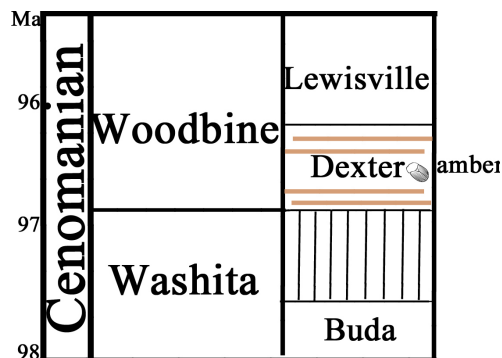 Ma
Cenomanian
Lewisville
96
Woodbine
Dexter amber
97
Washita
Buda
98